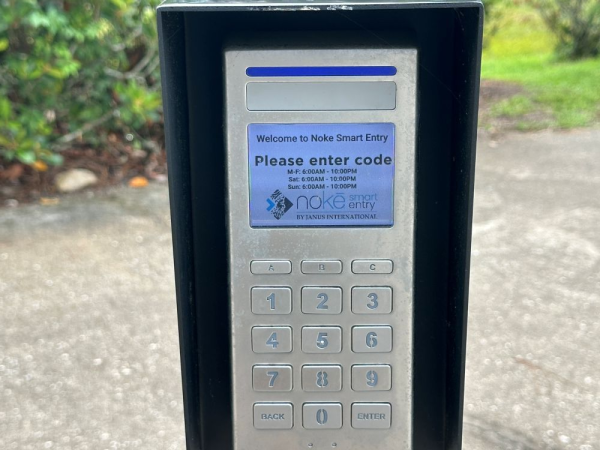 Welcome to Noke Smart Entry
Please enter code
M-F: 6:00AM - 10:00PM
Sat: 6:00AM - 10:00PM
Sun: 6:00AM - 10:00PM
nokē smart entry
BY JANUS INTERNATIONAL
A B C
1 2 3
4 5 6
7 8 9
BACK 0 ENTER